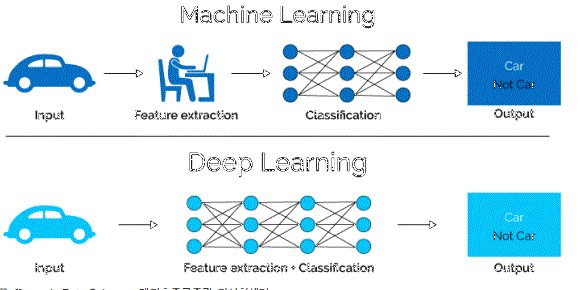 Machine Learning
Car
Not Car
Input
Feature extraction
Classification
Output
Deep Learning
Car
Not Car
Input
Feature extraction + Classification
Output